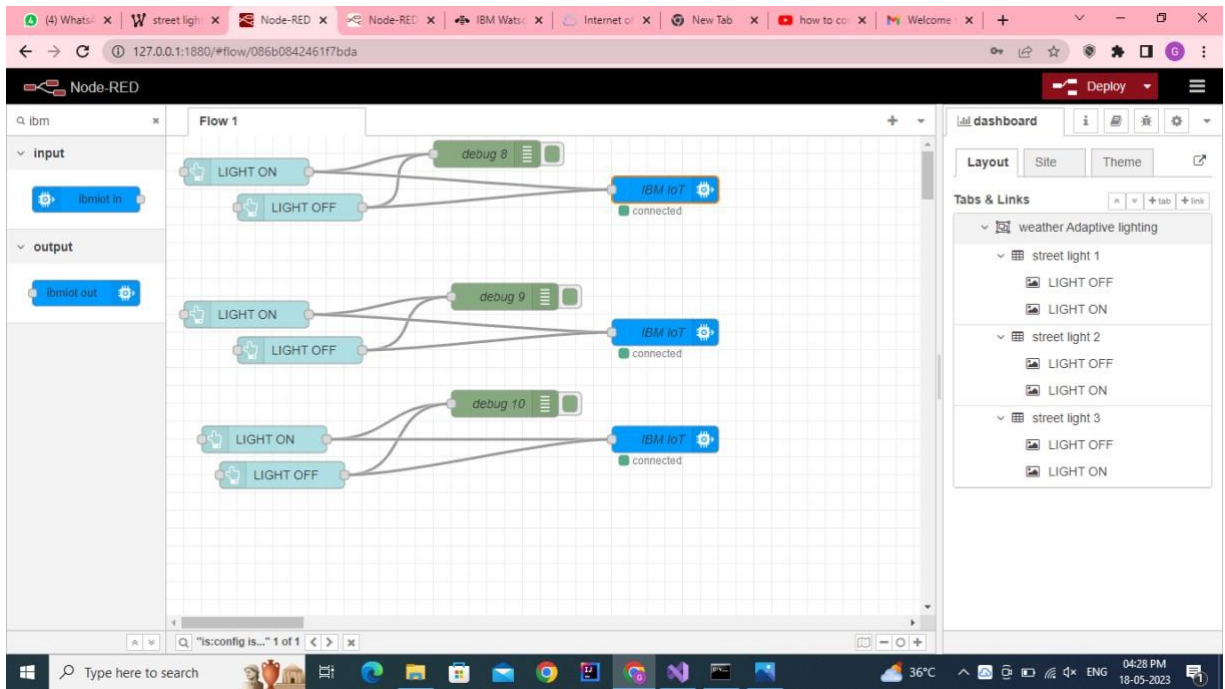 (4) Whats
street ligh
Node-RED
Node-RED
IBM Watso
Internet of
New Tab
how to co
Welcome
127.0.0.1:1880/#flow/086b0842461f7bda
G
Node-RED
Deploy
ibm
Flow 1
dashboard
input
ibmiot in
output
ibmiot out
LIGHT ON
LIGHT OFF
debug 8
IBM IoT
connected
LIGHT ON
LIGHT OFF
debug 9
IBM IoT
connected
LIGHT ON
LIGHT OFF
debug 10
IBM IoT
connected
Layout Site Theme
Tabs & Links
+ tab + link
weather Adaptive lighting
street light 1
LIGHT OFF
LIGHT ON
street light 2
LIGHT OFF
LIGHT ON
street light 3
LIGHT OFF
LIGHT ON
"is:config is..." 1 of 1
Type here to search
36°C
ENG
04:28 PM
18-05-2023
1